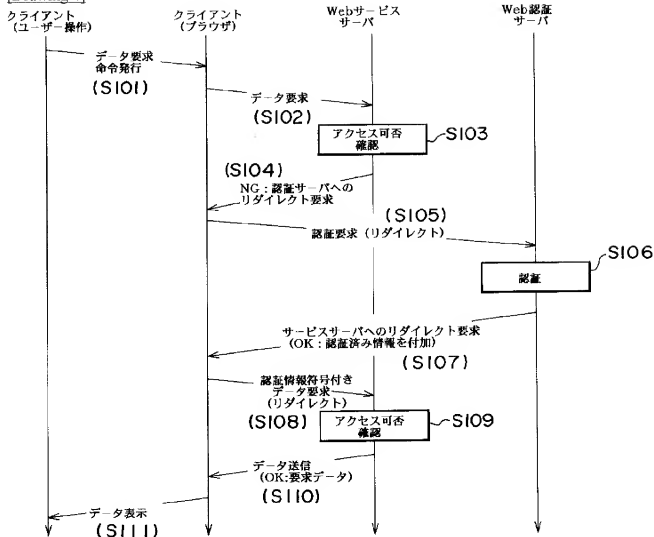 クライアント
(ユーザー操作)
クライアント
(ブラウザ)
Webサービス
サーバ
Web認証
サーバ
データ要求
命令発行
(S101)
データ要求
(S102)
アクセス可否
確認
S103
(S104)
NG：認証サーバへの
リダイレクト要求
(S105)
認証要求（リダイレクト）
S106
認証
サービスサーバへのリダイレクト要求
(OK：認証済み情報を付加)
(S107)
認証情報符号付き
データ要求
(リダイレクト)
(S108)
アクセス可否
確認
S109
データ送信
(OK:要求データ)
(S110)
データ表示
(S111)